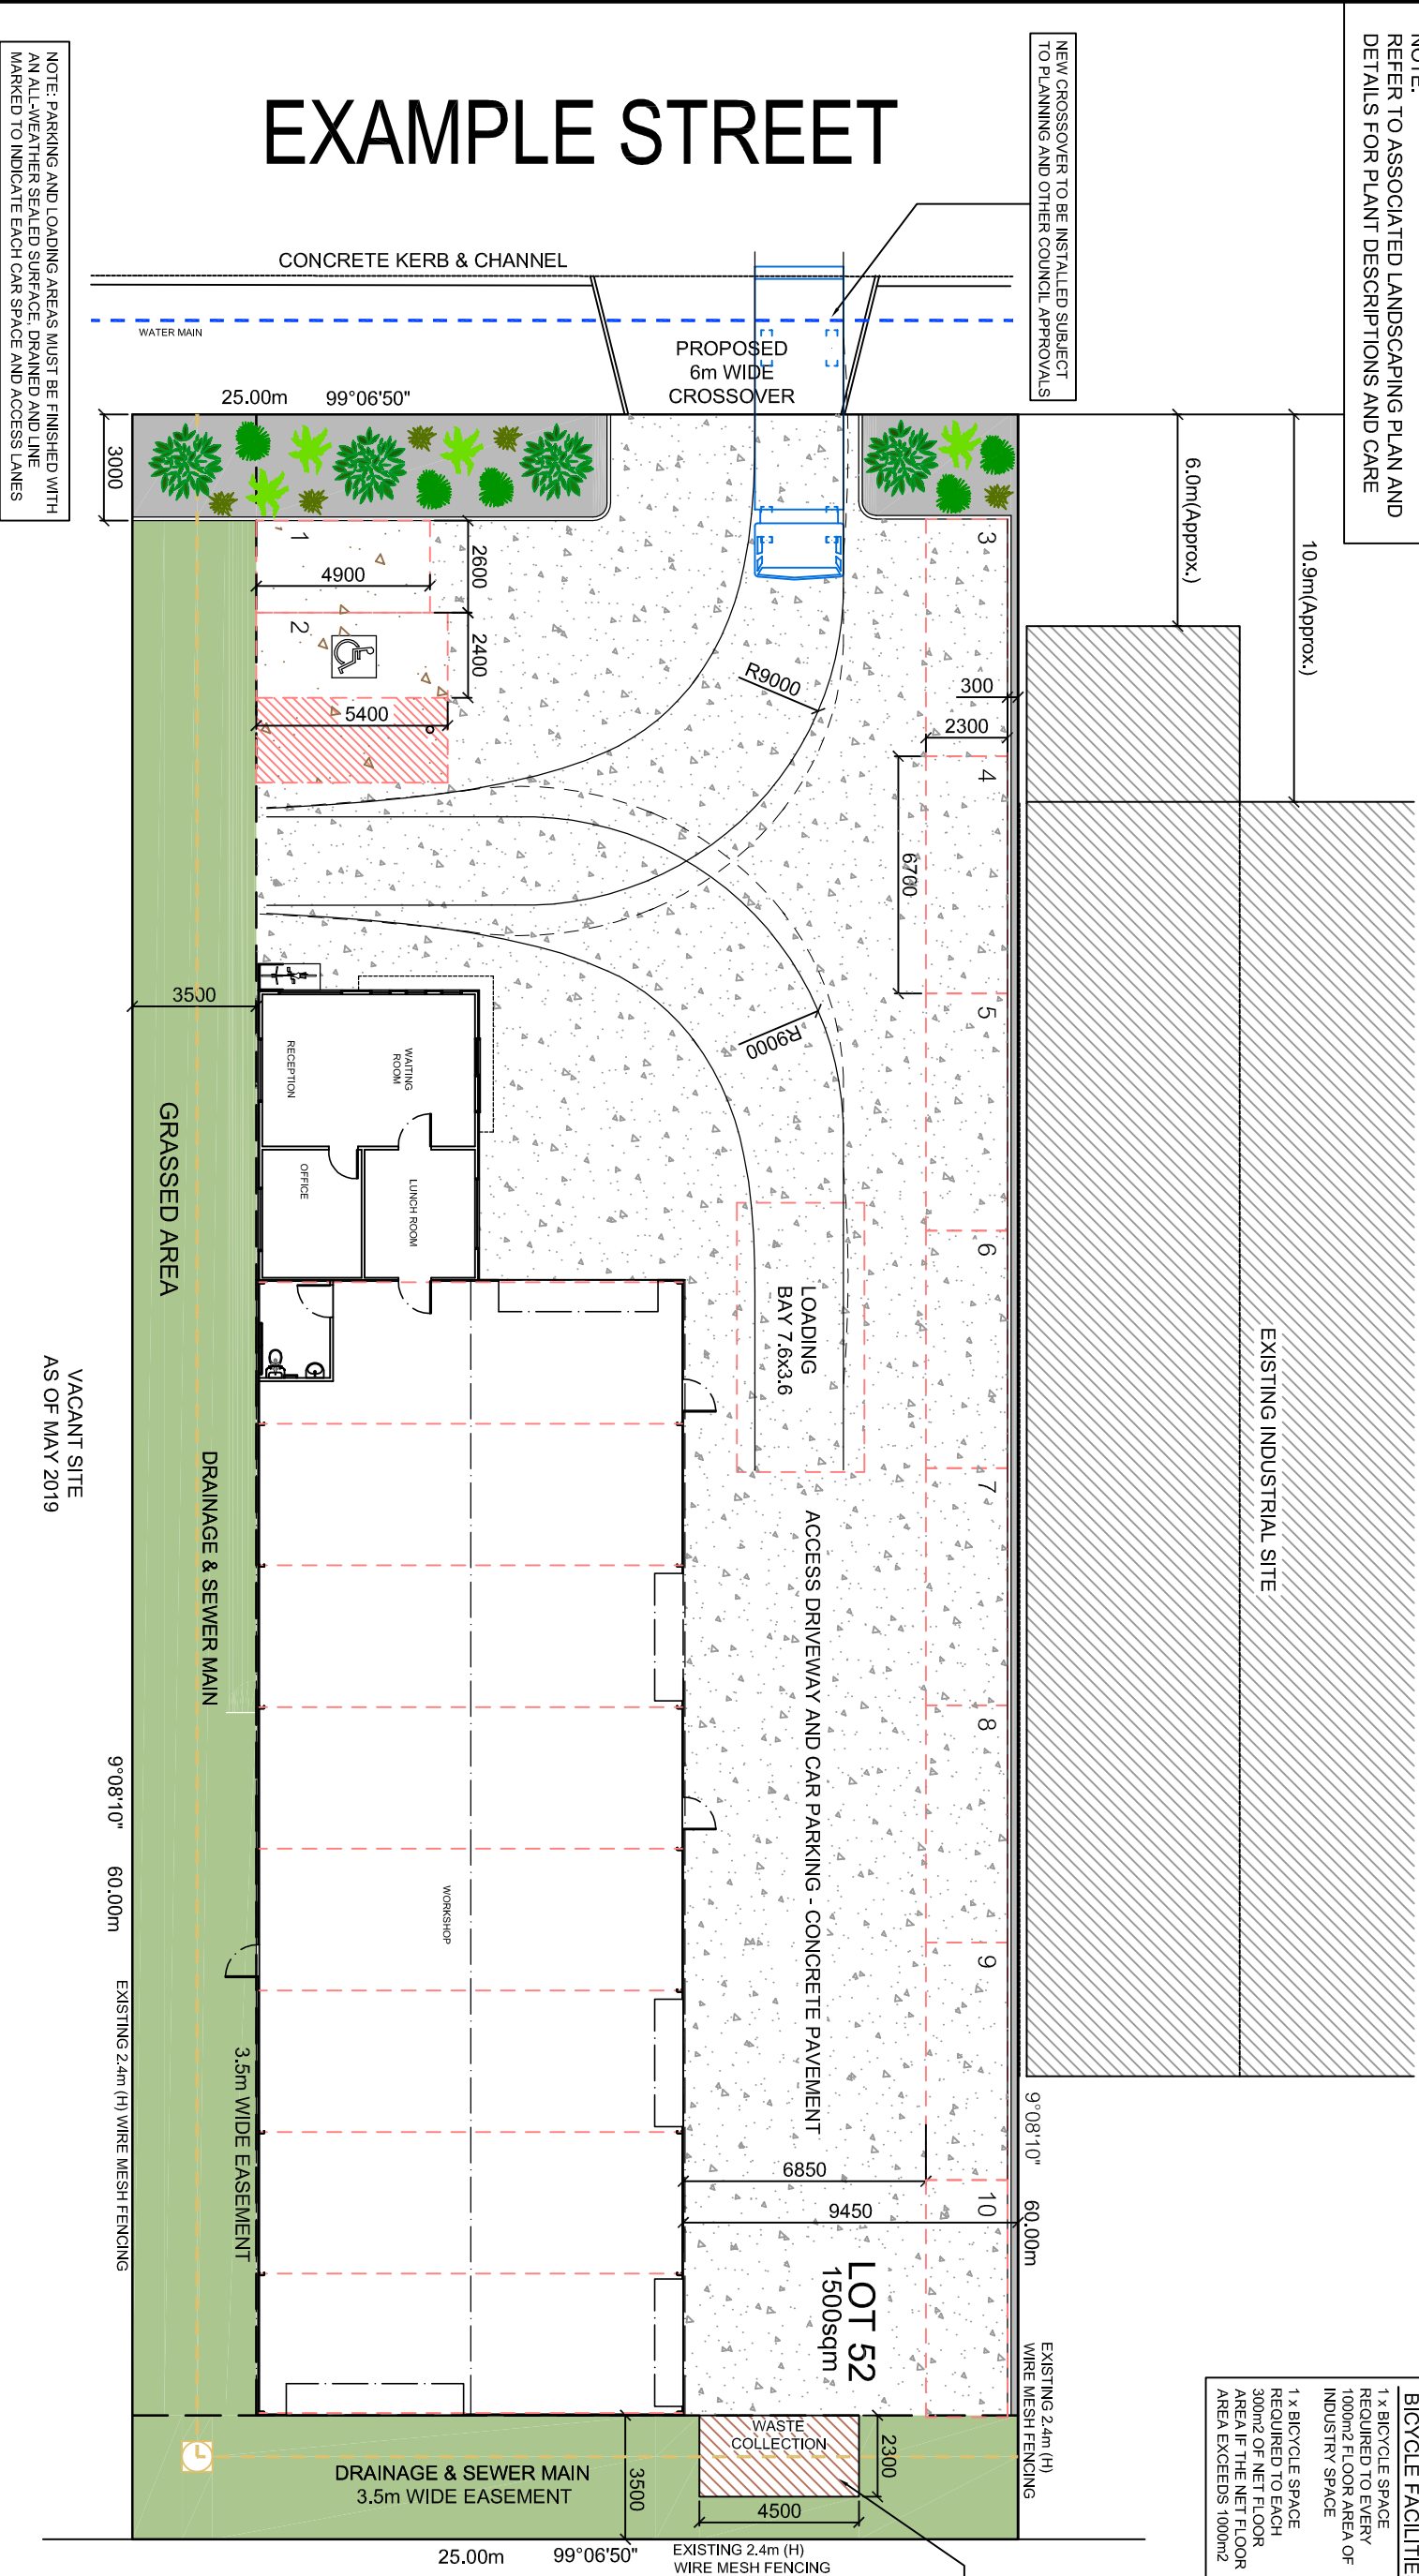 NOTE:
REFER TO ASSOCIATED LANDSCAPING PLAN AND
DETAILS FOR PLANT DESCRIPTIONS AND CARE
NEW CROSSOVER TO BE INSTALLED SUBJECT
TO PLANNING AND OTHER COUNCIL APPROVALS
EXAMPLE STREET
NOTE: PARKING AND LOADING AREAS MUST BE FINISHED WITH
AN ALL-WEATHER SEALED SURFACE, DRAINED AND LINE
MARKED TO INDICATE EACH CAR SPACE AND ACCESS LANES
CONCRETE KERB & CHANNEL
WATER MAIN
PROPOSED
6m WIDE
CROSSOVER
25.00m 99°06'50"
3000
6.0m(Approx.)
10.9m(Approx.)
1
4900
2600
2
2400
5400
3
300
2300
R9000
4
6700
5
R9000
3500
RECEPTION
WAITING
ROOM
OFFICE
LUNCH ROOM
6
LOADING
BAY 7.6x3.6
7
8
9
10
EXISTING INDUSTRIAL SITE
GRASSED AREA
VACANT SITE
AS OF MAY 2019
DRAINAGE & SEWER MAIN
3.5m WIDE EASEMENT
9°08'10" 60.00m
EXISTING 2.4m (H) WIRE MESH FENCING
WORKSHOP
ACCESS DRIVEWAY AND CAR PARKING - CONCRETE PAVEMENT
6850
9450
9°08'10" 60.00m
LOT 52
1500sqm
EXISTING 2.4m (H)
WIRE MESH FENCING
BICYCLE FACILITIE
1 x BICYCLE SPACE
REQUIRED TO EVERY
1000m2 FLOOR AREA OF
INDUSTRY SPACE
1 x BICYCLE SPACE
REQUIRED TO EACH
300m2 OF NET FLOOR
AREA IF THE NET FLOOR
AREA EXCEEDS 1000m2
WASTE
COLLECTION
2300
4500
3500
DRAINAGE & SEWER MAIN
3.5m WIDE EASEMENT
25.00m 99°06'50"
EXISTING 2.4m (H)
WIRE MESH FENCING